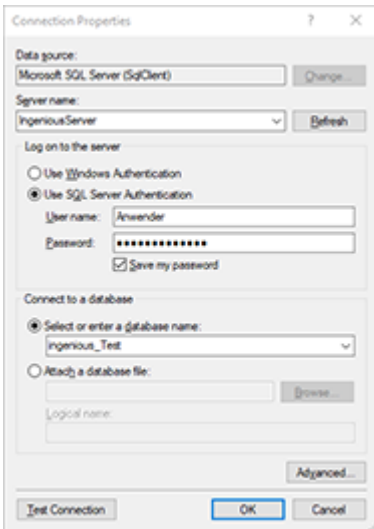 Connection Properties
? ×
Data source:
Microsoft SQL Server (SqlClient)
Change...
Server name:
IngeniousServer
Refresh
Log on to the server
Use Windows Authentication
Use SQL Server Authentication
User name: Anwender
Password: •••••••••••••
Save my password
Connect to a database
Select or enter a database name:
ingenious_Test
Attach a database file:
Browse...
Logical name:
Advanced...
Test Connection OK Cancel